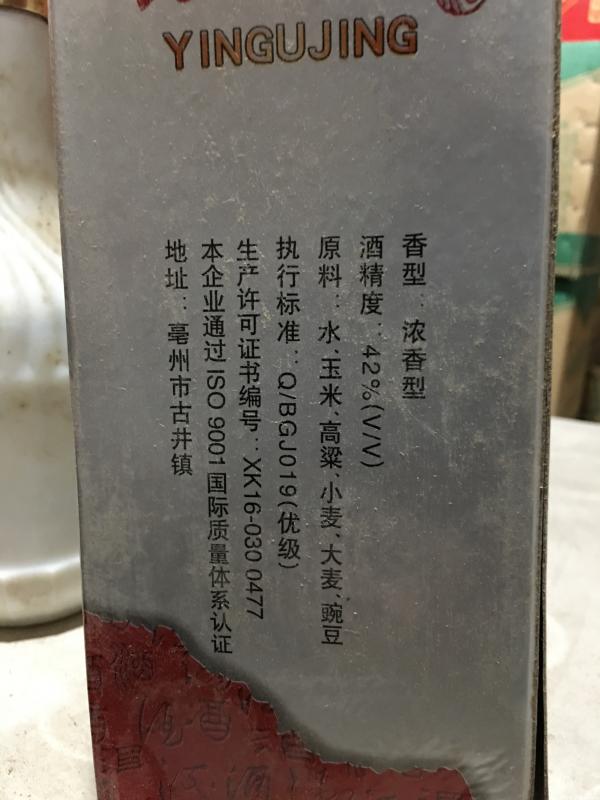 YINGUJING
香型：浓香型
酒精度：42%(V/V)
原料：水、玉米、高粱、小麦、大麦、豌豆
执行标准：Q/BGJ019(优级)
生产许可证书编号：XK16-030 0477
本企业通过ISO 9001国际质量体系认证
地址：亳州市古井镇